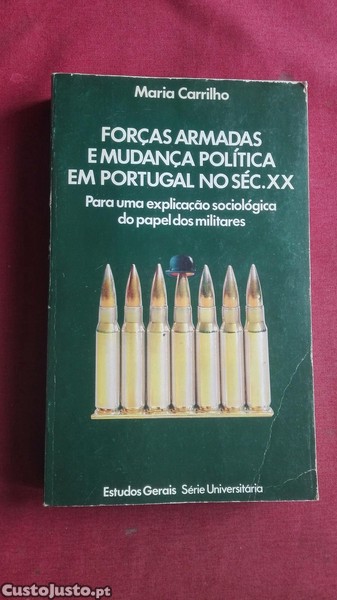 Maria Carrilho
FORÇAS ARMADAS
E MUDANÇA POLÍTICA
EM PORTUGAL NO SÉC. XX
Para uma explicação sociológica
do papel dos militares
Estudos Gerais Série Universitária
CustoJusto.pt